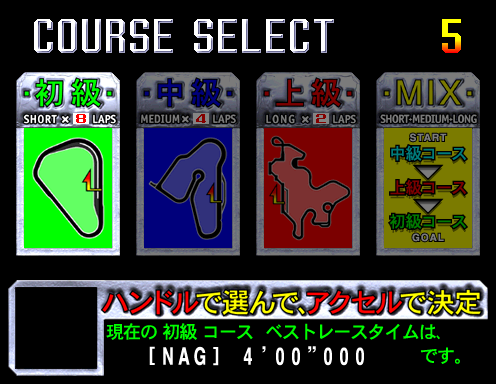 COURSE SELECT 5
・初級・ ・中級・ ・上級・ ・MIX・
SHORT × 8 LAPS MEDIUM× 4 LAPS LONG × 2 LAPS SHORT-MEDIUM-LONG
START
中級コース
上級コース
初級コース
GOAL
ハンドルで選んで、アクセルで決定
現在の 初級 コース ベストレースタイムは、
[NAG] 4'00"000 です。